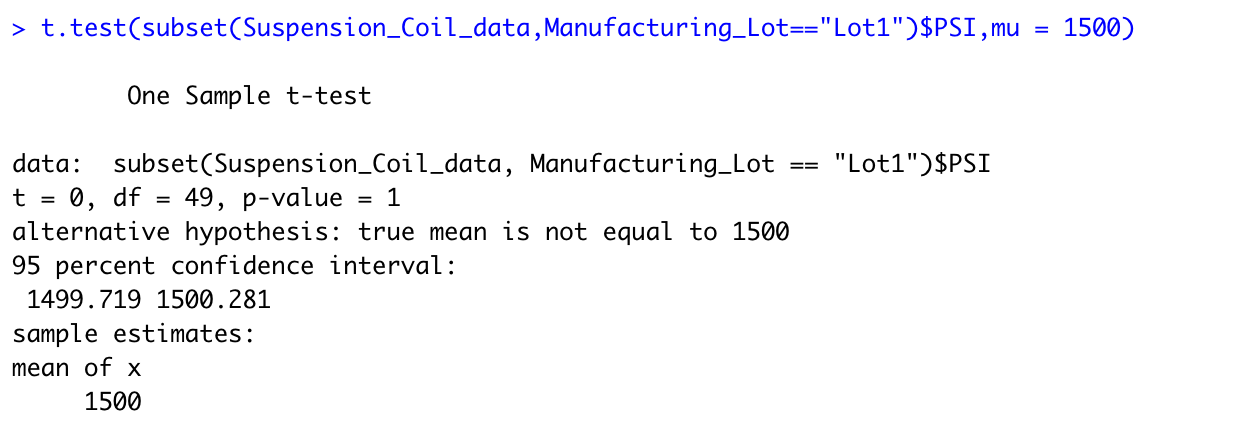 > t.test(subset(Suspension_Coil_data,Manufacturing_Lot=="Lot1")$PSI,mu = 1500)
One Sample t-test
data:  subset(Suspension_Coil_data, Manufacturing_Lot == "Lot1")$PSI
t = 0, df = 49, p-value = 1
alternative hypothesis: true mean is not equal to 1500
95 percent confidence interval:
1499.719 1500.281
sample estimates:
mean of x
1500